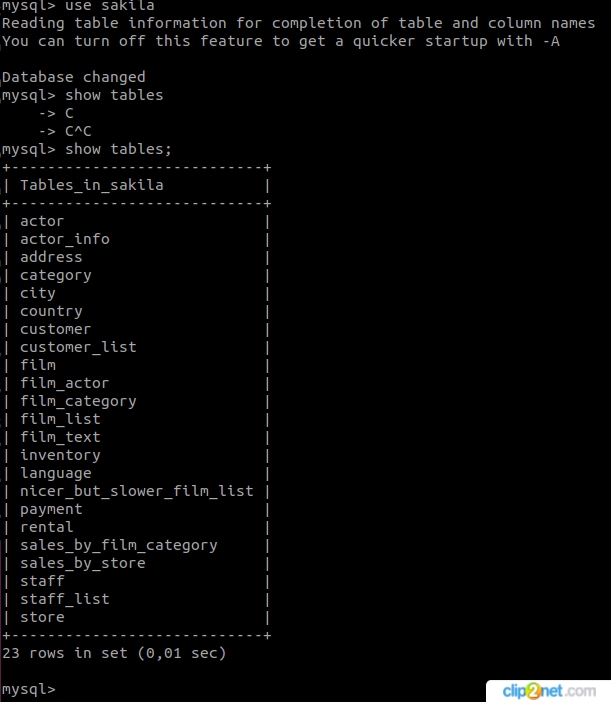 mysql> use sakila
Reading table information for completion of table and column names
You can turn off this feature to get a quicker startup with -A

Database changed
mysql> show tables
    -> C
    -> C^C
mysql> show tables;
+----------------------------+
| Tables_in_sakila           |
+----------------------------+
| actor                      |
| actor_info                 |
| address                    |
| category                   |
| city                       |
| country                    |
| customer                   |
| customer_list              |
| film                       |
| film_actor                 |
| film_category              |
| film_list                  |
| film_text                  |
| inventory                  |
| language                   |
| nicer_but_slower_film_list |
| payment                    |
| rental                     |
| sales_by_film_category     |
| sales_by_store             |
| staff                      |
| staff_list                 |
| store                      |
+----------------------------+
23 rows in set (0,01 sec)

mysql>
clip2net.com